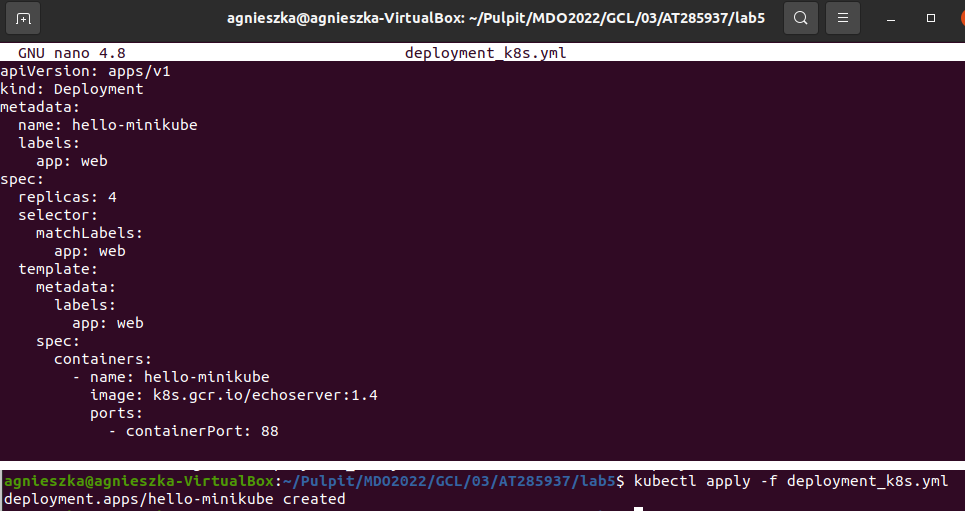 agnieszka@agnieszka-VirtualBox: ~/Pulpit/MDO2022/GCL/03/AT285937/lab5
GNU nano 4.8 deployment_k8s.yml
apiVersion: apps/v1
kind: Deployment
metadata:
  name: hello-minikube
  labels:
    app: web
spec:
  replicas: 4
  selector:
    matchLabels:
      app: web
  template:
    metadata:
      labels:
        app: web
    spec:
      containers:
        - name: hello-minikube
          image: k8s.gcr.io/echoserver:1.4
          ports:
            - containerPort: 88
agnieszka@agnieszka-VirtualBox:~/Pulpit/MDO2022/GCL/03/AT285937/lab5$ kubectl apply -f deployment_k8s.yml
deployment.apps/hello-minikube created